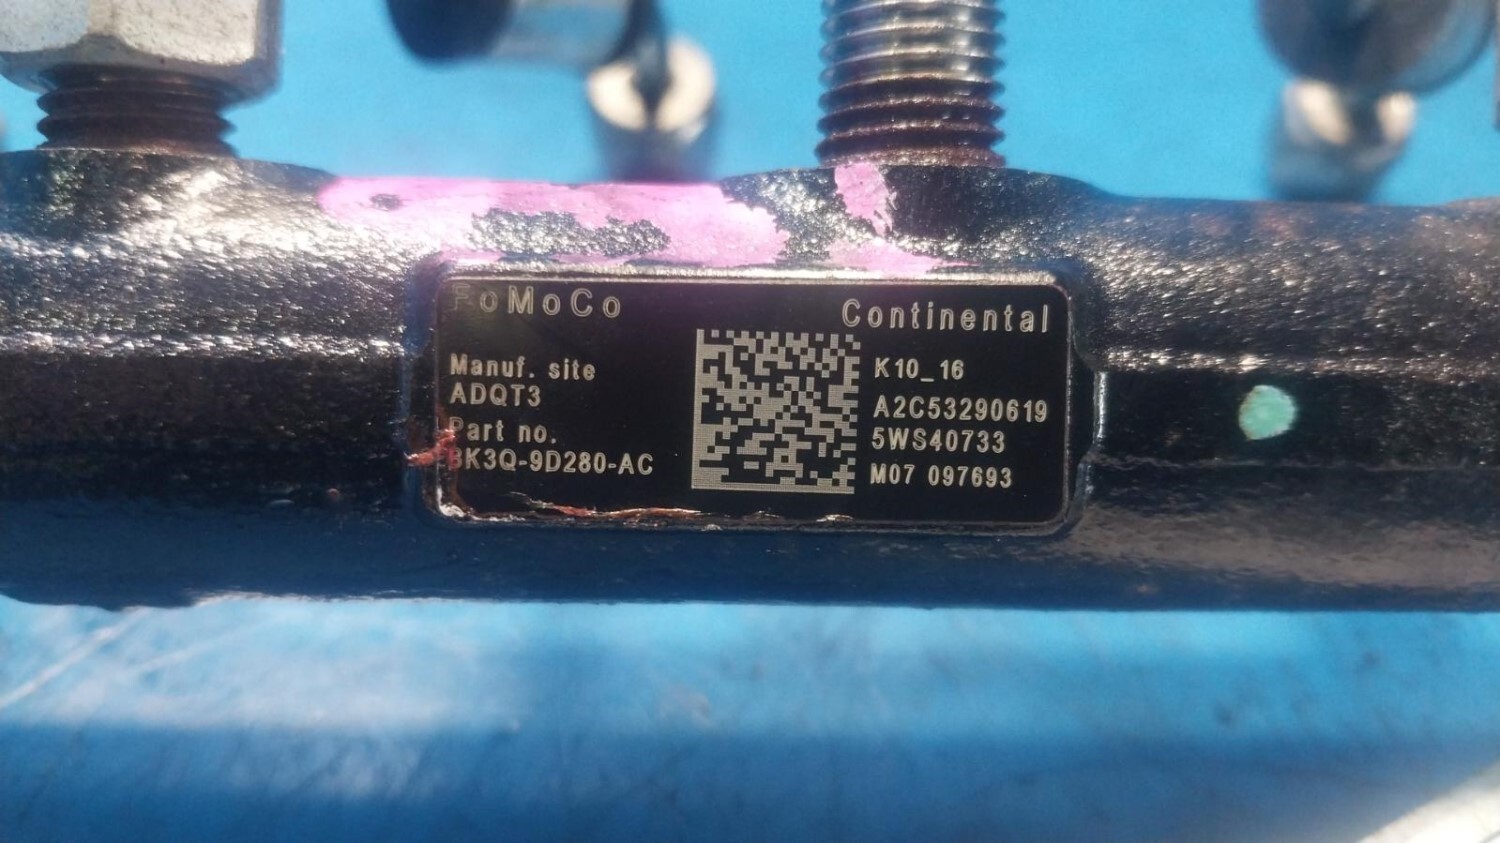 FoMoCo
Continental
Manuf. site
ADQT3
Part no.
BK3Q-9D280-AC
K10_16
A2C53290619
5WS40733
M07 097693